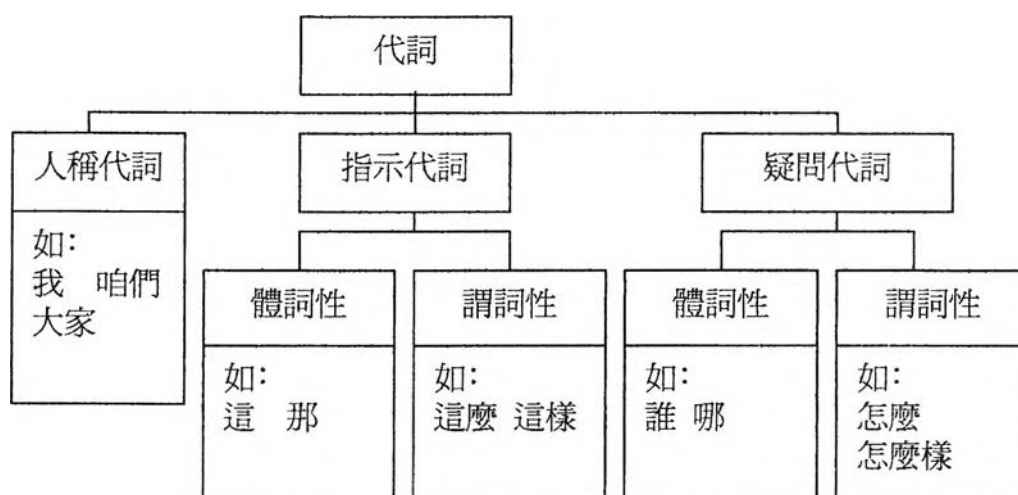 代詞
人稱代詞
如：
我 咱們
大家
指示代詞
體詞性
如：
這 那
謂詞性
如：
這麼 這樣
疑問代詞
體詞性
如：
誰 哪
謂詞性
如：
怎麼
怎麼樣